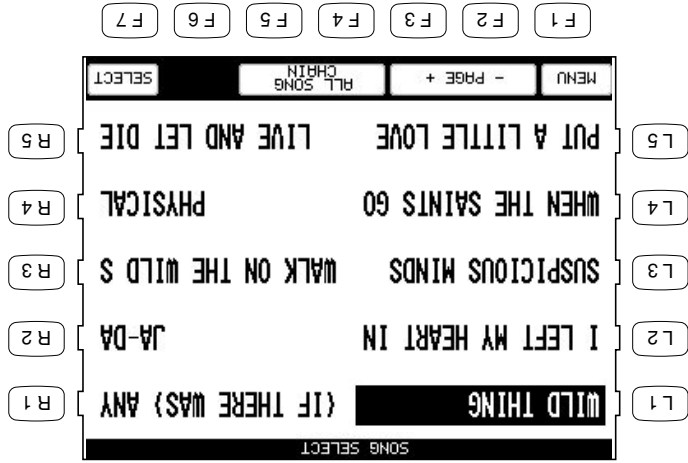 SONG SELECT
L1 WILD THING (IF THERE WAS) ANY R1
L2 I LEFT MY HEART IN JA-DA R2
L3 SUSPICIOUS MINDS WALK ON THE WILD S R3
L4 WHEN THE SAINTS GO PHYSICAL R4
L5 PUT A LITTLE LOVE LIVE AND LET DIE R5
MENU - PAGE + ALL SONG CHAIN SELECT
F1 F2 F3 F4 F5 F6 F7